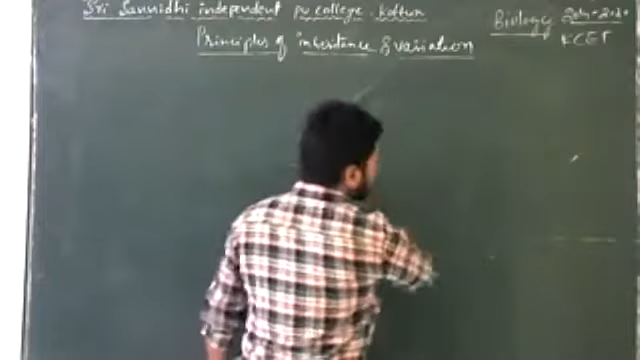 Sri Sannidhi independent pu college. Kottur
Biology
KCET
Principles of inheritance & variation